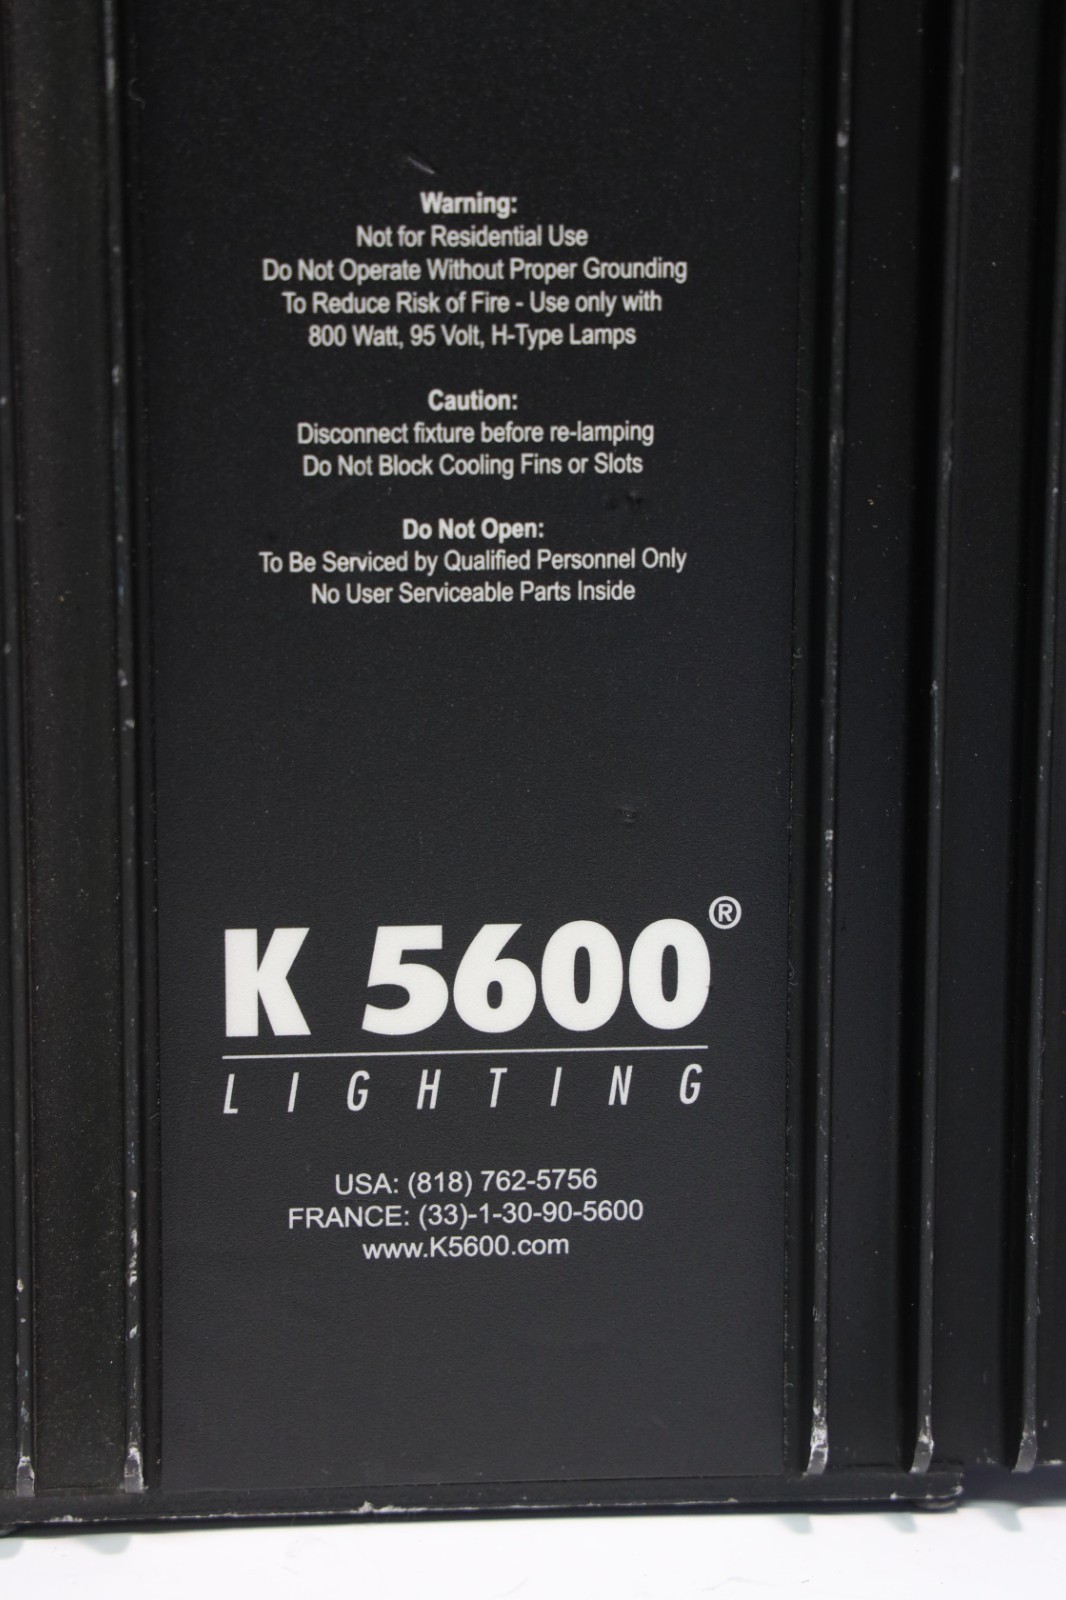 Warning:
Not for Residential Use
Do Not Operate Without Proper Grounding
To Reduce Risk of Fire - Use only with
800 Watt, 95 Volt, H-Type Lamps
Caution:
Disconnect fixture before re-lamping
Do Not Block Cooling Fins or Slots
Do Not Open:
To Be Serviced by Qualified Personnel Only
No User Serviceable Parts Inside
K 5600®
LIGHTING
USA: (818) 762-5756
FRANCE: (33)-1-30-90-5600
www.K5600.com